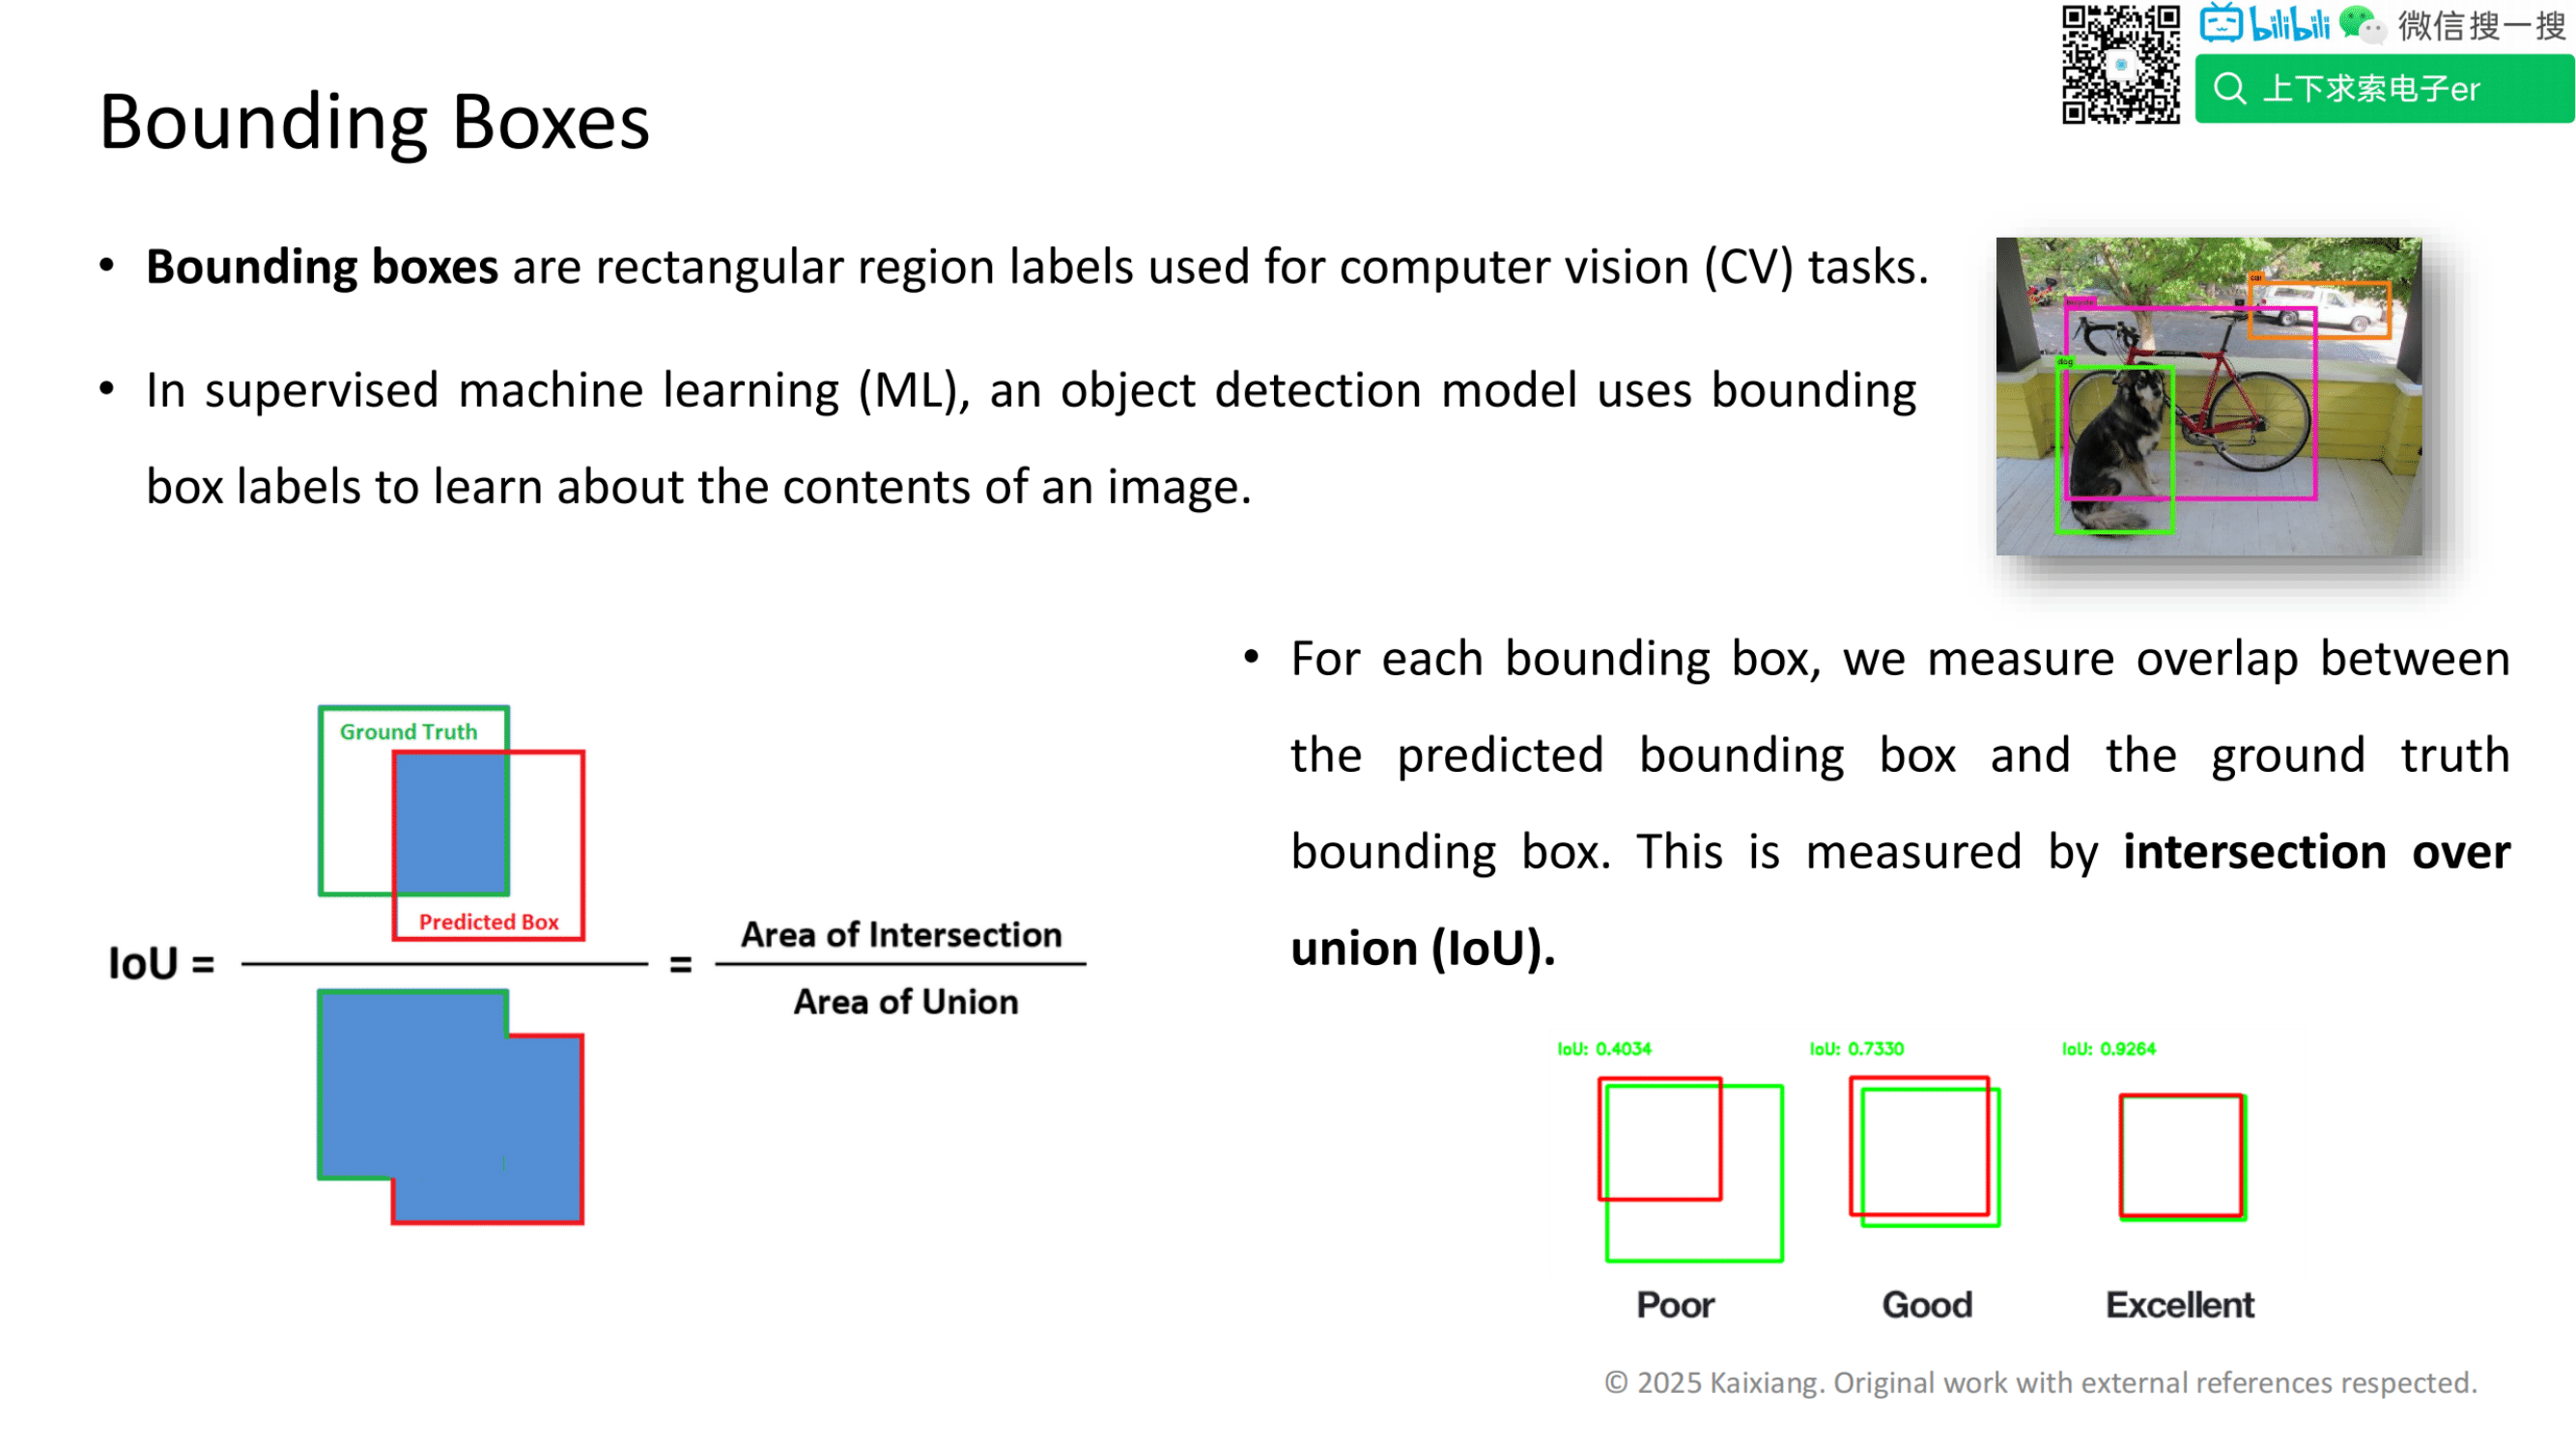 bilibili 微信搜一搜
上下求索电子er
Bounding Boxes
• Bounding boxes are rectangular region labels used for computer vision (CV) tasks.
• In supervised machine learning (ML), an object detection model uses bounding
box labels to learn about the contents of an image.
car
bicycle
dog
• For each bounding box, we measure overlap between
the predicted bounding box and the ground truth
bounding box. This is measured by intersection over
union (IoU).
Ground Truth
Predicted Box
IoU = = Area of Intersection
Area of Union
IoU: 0.4034 IoU: 0.7330 IoU: 0.9264
Poor Good Excellent
© 2025 Kaixiang. Original work with external references respected.